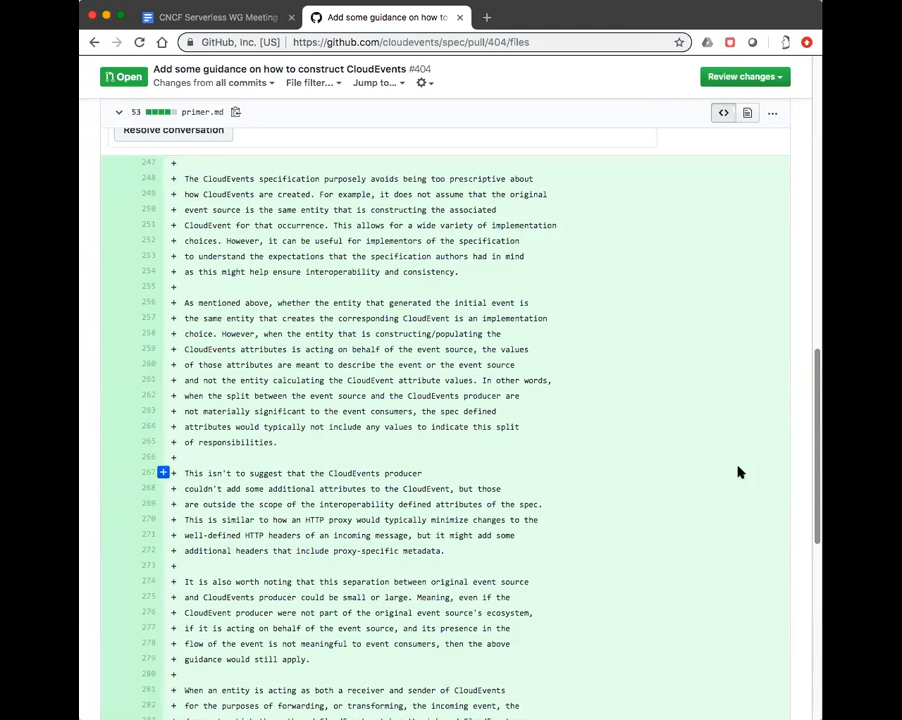 CNCF Serverless WG Meeting
Add some guidance on how to
GitHub, Inc. [US] https://github.com/cloudevents/spec/pull/404/files
Open
Add some guidance on how to construct CloudEvents #404
Changes from all commits File filter... Jump to...
Review changes
53 primer.md
Resolve conversation
247 +
248 + The CloudEvents specification purposely avoids being too prescriptive about
249 + how CloudEvents are created. For example, it does not assume that the original
250 + event source is the same entity that is constructing the associated
251 + CloudEvent for that occurrence. This allows for a wide variety of implementation
252 + choices. However, it can be useful for implementors of the specification
253 + to understand the expectations that the specification authors had in mind
254 + as this might help ensure interoperability and consistency.
255 +
256 + As mentioned above, whether the entity that generated the initial event is
257 + the same entity that creates the corresponding CloudEvent is an implementation
258 + choice. However, when the entity that is constructing/populating the
259 + CloudEvents attributes is acting on behalf of the event source, the values
260 + of those attributes are meant to describe the event or the event source
261 + and not the entity calculating the CloudEvent attribute values. In other words,
262 + when the split between the event source and the CloudEvents producer are
263 + not materially significant to the event consumers, the spec defined
264 + attributes would typically not include any values to indicate this split
265 + of responsibilities.
266 +
267 + This isn't to suggest that the CloudEvents producer
268 + couldn't add some additional attributes to the CloudEvent, but those
269 + are outside the scope of the interoperability defined attributes of the spec.
270 + This is similar to how an HTTP proxy would typically minimize changes to the
271 + well-defined HTTP headers of an incoming message, but it might add some
272 + additional headers that include proxy-specific metadata.
273 +
274 + It is also worth noting that this separation between original event source
275 + and CloudEvents producer could be small or large. Meaning, even if the
276 + CloudEvent producer were not part of the original event source's ecosystem,
277 + if it is acting on behalf of the event source, and its presence in the
278 + flow of the event is not meaningful to event consumers, then the above
279 + guidance would still apply.
280 +
281 + When an entity is acting as both a receiver and sender of CloudEvents
282 + for the purposes of forwarding, or transforming, the incoming event, the